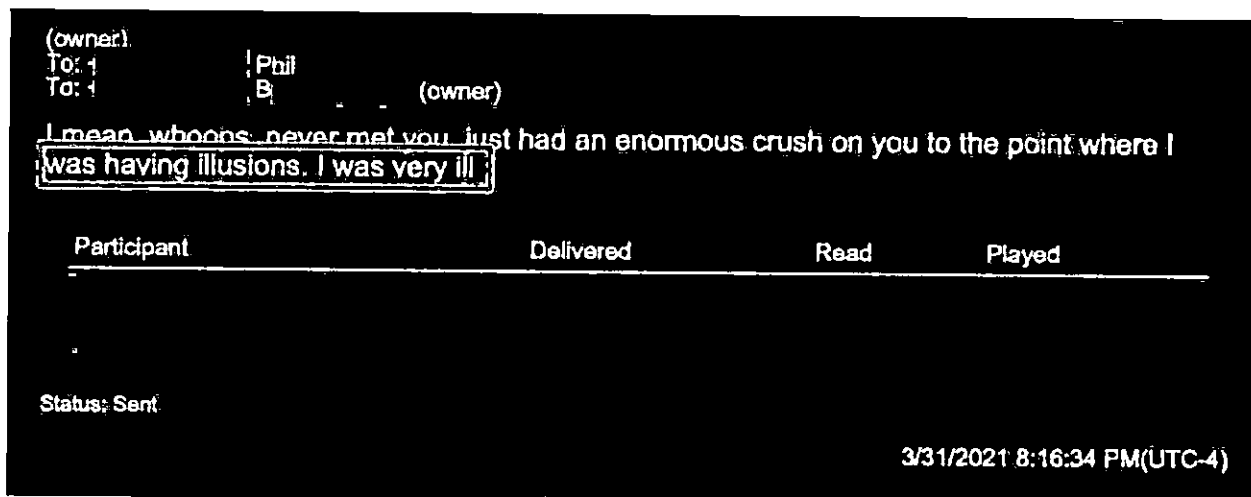 (owner)
To: Phil
To: B (owner)
I mean, whoops, never met you, just had an enormous crush on you to the point where I
was having illusions. I was very ill
Participant Delivered Read Played
Status: Sent
3/31/2021 8:16:34 PM(UTC-4)